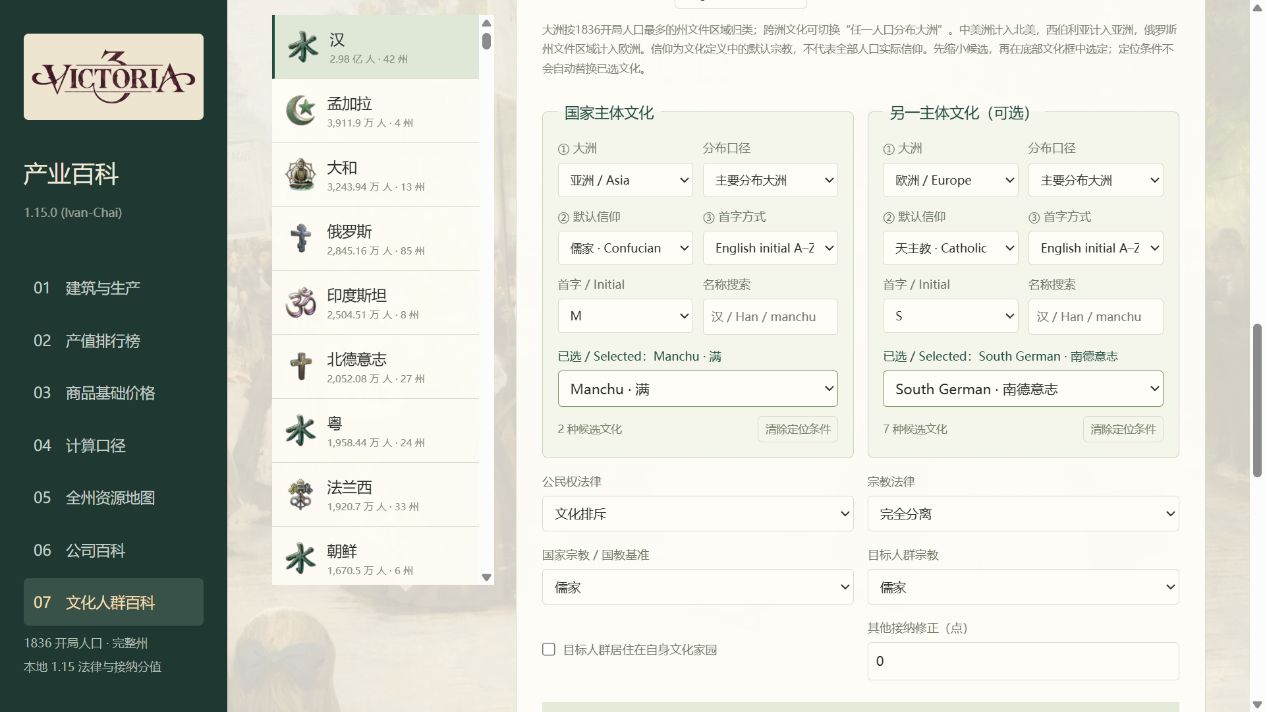 3
VICTORIA
产业百科
1.15.0 (Ivan-Chai)
01 建筑与生产
02 产值排行榜
03 商品基础价格
04 计算口径
05 全州资源地图
06 公司百科
07 文化人群百科
1836 开局人口 · 完整州
本地 1.15 法律与接纳分值
汉
2.98 亿 人 · 42 州
孟加拉
3,911.9 万 人 · 4 州
大和
3,243.94 万 人 · 13 州
俄罗斯
2,845.16 万 人 · 85 州
印度斯坦
2,504.51 万 人 · 8 州
北德意志
2,052.08 万 人 · 27 州
粤
1,958.44 万 人 · 24 州
法兰西
1,920.7 万 人 · 33 州
朝鲜
1,670.5 万 人 · 6 州
大洲按1836开局人口最多的州文件区域归类；跨洲文化可切换“任一人口分布大洲”。中美洲计入北美，西伯利亚计入亚洲，俄罗斯
州文件区域计入欧洲。信仰为文化定义中的默认宗教，不代表全部人口实际信仰。先缩小候选，再在底部文化框中选定；定位条件不
会自动替换已选文化。
国家主体文化
① 大洲 分布口径
亚洲 / Asia 主要分布大洲
② 默认信仰 ③ 首字方式
儒家 · Confucian English initial A–Z
首字 / Initial 名称搜索
M 汉 / Han / manchu
已选 / Selected：Manchu · 满
Manchu · 满
2 种候选文化 清除定位条件
另一主体文化（可选）
① 大洲 分布口径
欧洲 / Europe 主要分布大洲
② 默认信仰 ③ 首字方式
天主教 · Catholic English initial A–Z
首字 / Initial 名称搜索
S 汉 / Han / manchu
已选 / Selected：South German · 南德意志
South German · 南德意志
7 种候选文化 清除定位条件
公民权法律 宗教法律
文化排斥 完全分离
国家宗教 / 国教基准 目标人群宗教
儒家 儒家
目标人群居住在自身文化家园
其他接纳修正（点）
0